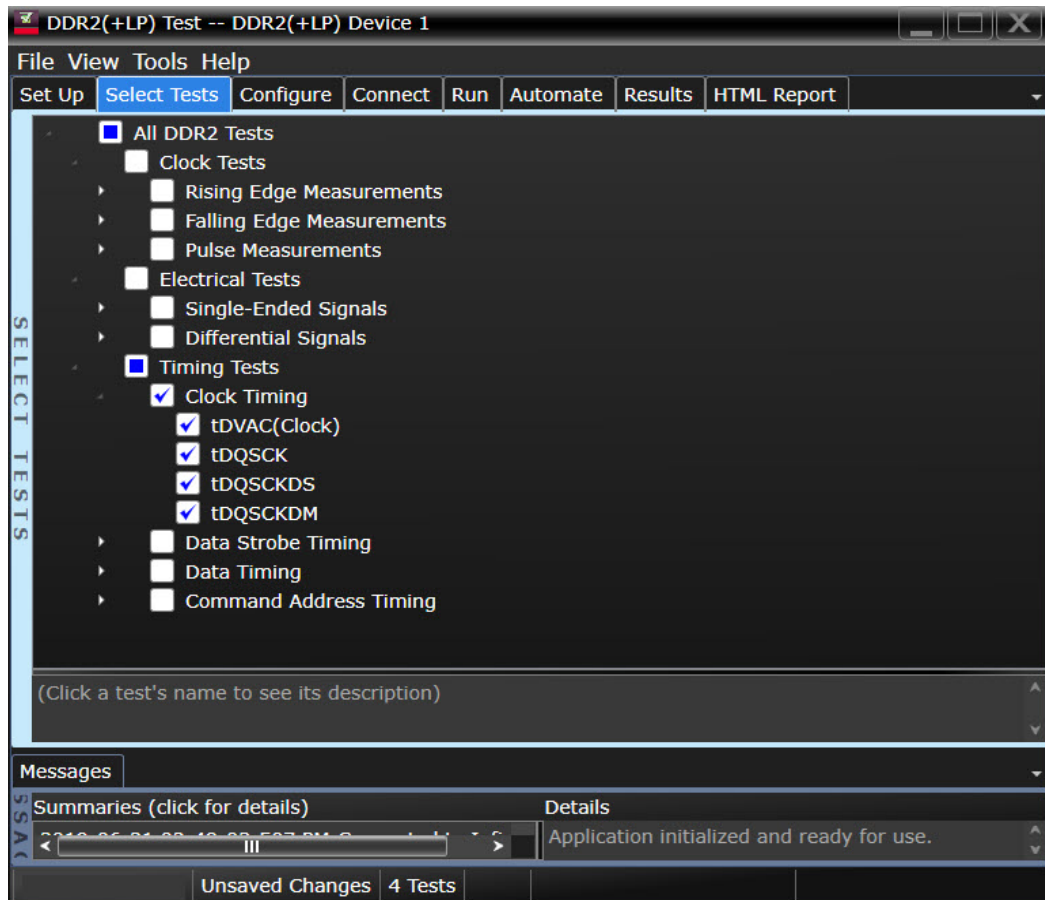 DDR2(+LP) Test -- DDR2(+LP) Device 1
File View Tools Help
Set Up Select Tests Configure Connect Run Automate Results HTML Report
All DDR2 Tests
Clock Tests
Rising Edge Measurements
Falling Edge Measurements
Pulse Measurements
Electrical Tests
Single-Ended Signals
Differential Signals
Timing Tests
Clock Timing
tDVAC(Clock)
tDQSCK
tDQSCKDS
tDQSCKDM
Data Strobe Timing
Data Timing
Command Address Timing
SELECT TESTS
(Click a test's name to see its description)
Messages
Summaries (click for details) Details
Application initialized and ready for use.
Unsaved Changes 4 Tests